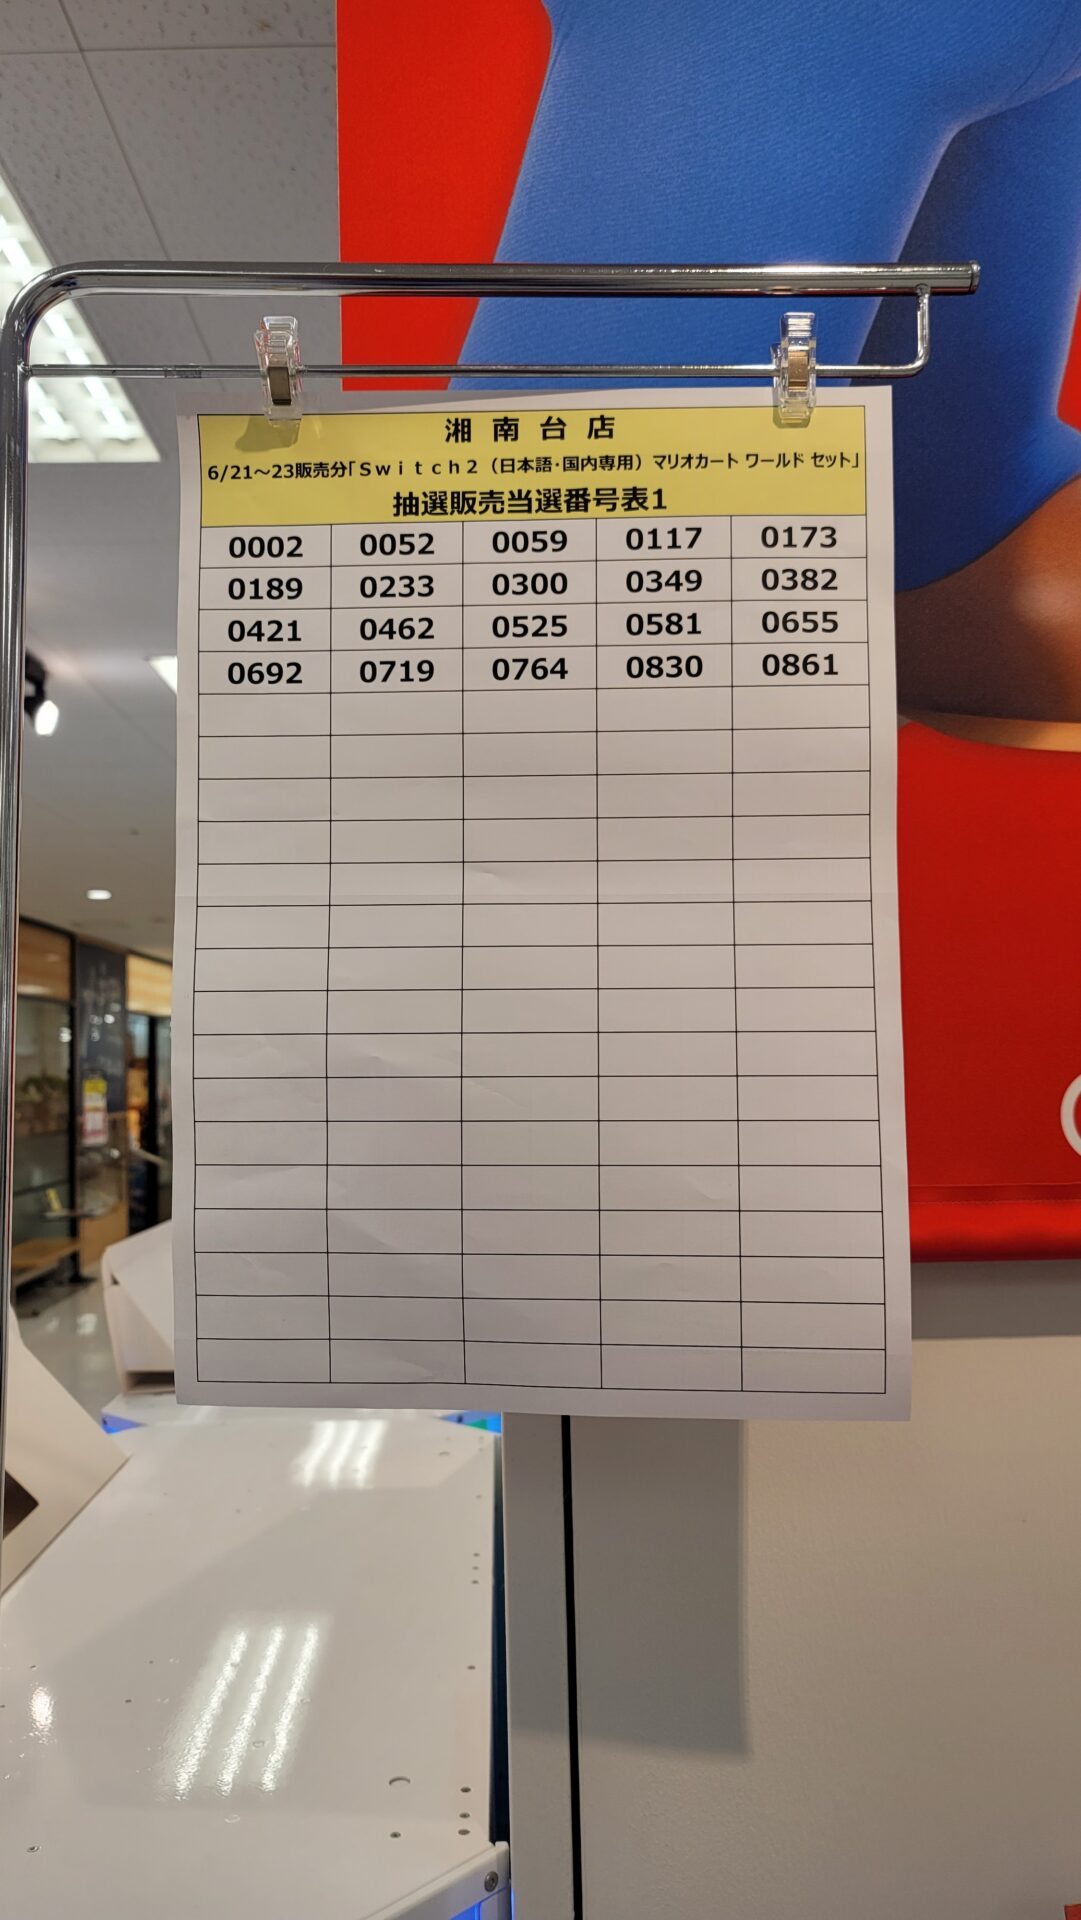 湘南台店
6/21～23販売分「Ｓｗｉｔｃｈ２（日本語・国内専用）マリオカート ワールド セット」
抽選販売当選番号表1
0002 0052 0059 0117 0173
0189 0233 0300 0349 0382
0421 0462 0525 0581 0655
0692 0719 0764 0830 0861